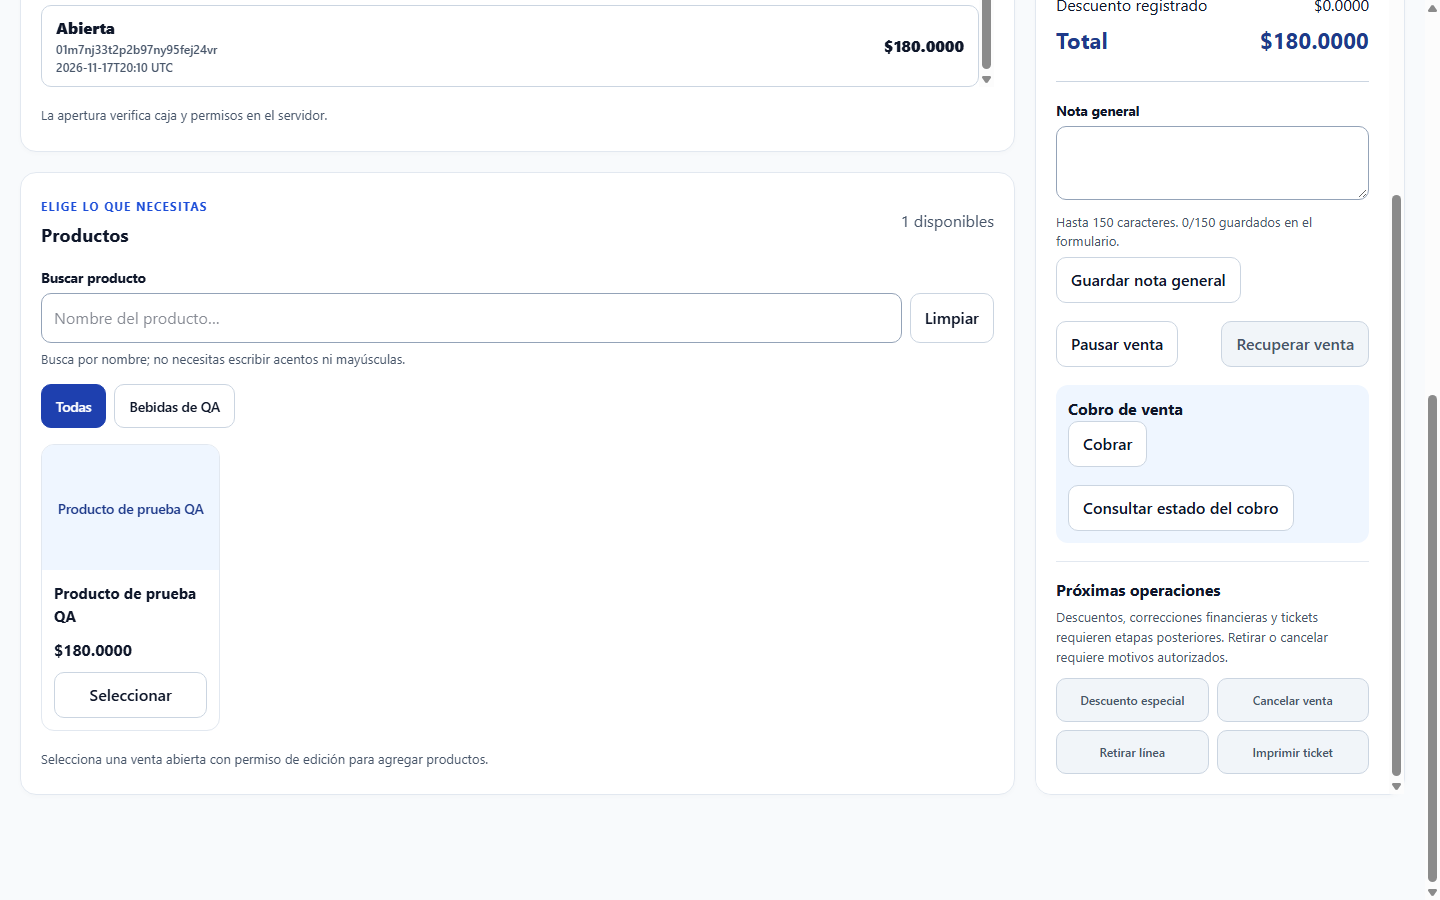 Abierta
01m7nj33t2p2b97ny95fej24vr
2026-11-17T20:10 UTC
$180.0000
La apertura verifica caja y permisos en el servidor.
ELIGE LO QUE NECESITAS
Productos
1 disponibles
Buscar producto
Nombre del producto...
Limpiar
Busca por nombre; no necesitas escribir acentos ni mayúsculas.
Todas
Bebidas de QA
Producto de prueba QA
Producto de prueba
QA
$180.0000
Seleccionar
Selecciona una venta abierta con permiso de edición para agregar productos.
Descuento registrado
$0.0000
Total
$180.0000
Nota general
Hasta 150 caracteres. 0/150 guardados en el
formulario.
Guardar nota general
Pausar venta
Recuperar venta
Cobro de venta
Cobrar
Consultar estado del cobro
Próximas operaciones
Descuentos, correcciones financieras y tickets
requieren etapas posteriores. Retirar o cancelar
requiere motivos autorizados.
Descuento especial
Cancelar venta
Retirar línea
Imprimir ticket